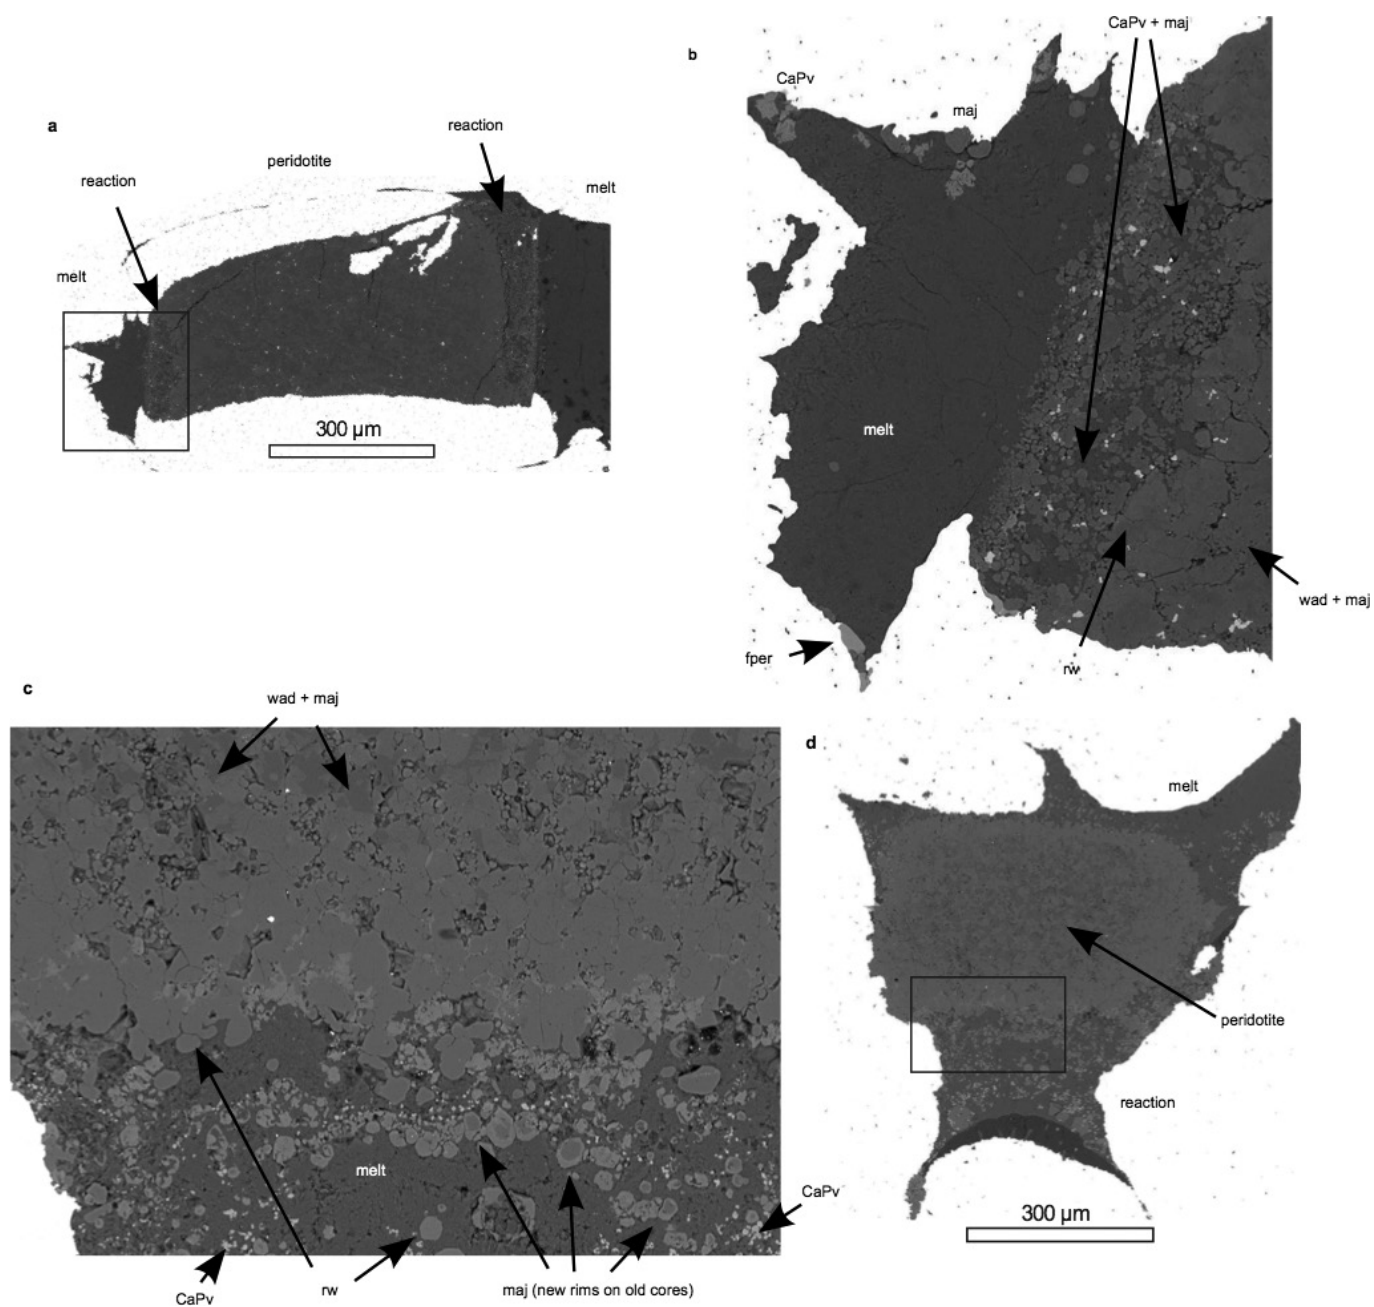 a
reaction
peridotite
reaction
melt
melt
300 µm
b
CaPv + maj
CaPv
maj
melt
wad + maj
fper
rw
c
wad + maj
melt
CaPv
CaPv
rw
maj (new rims on old cores)
d
melt
peridotite
reaction
300 µm